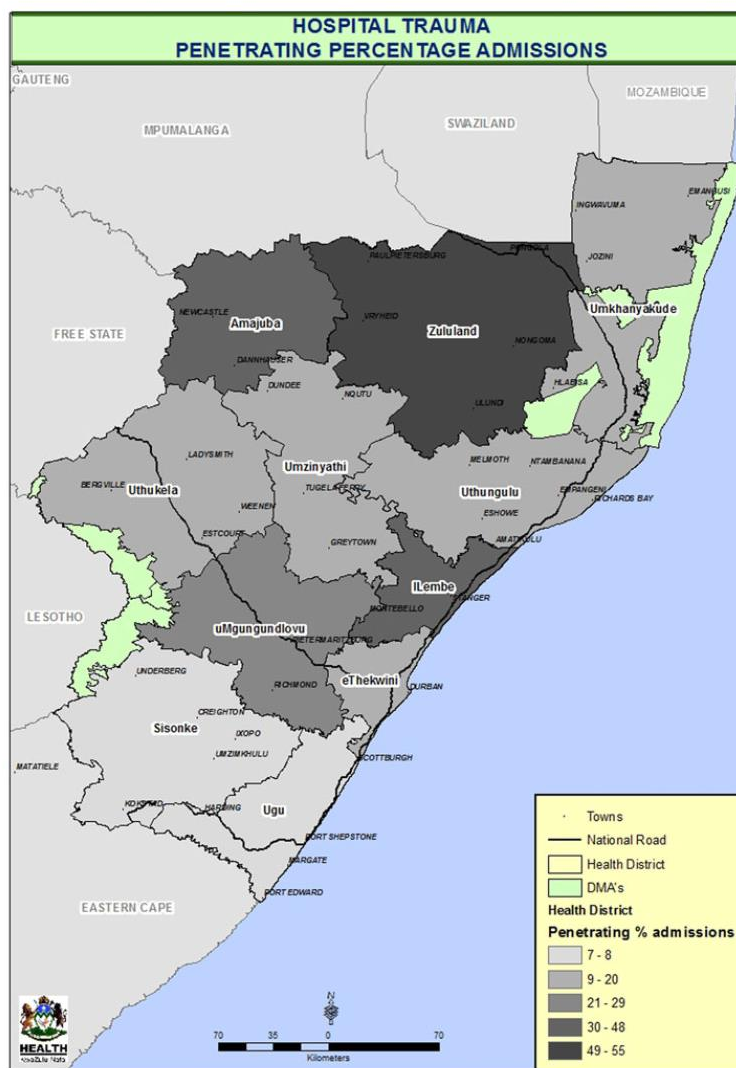 HOSPITAL TRAUMA
PENETRATING PERCENTAGE ADMISSIONS
GAUTENG
MOZAMBIQUE
MPUMALANGA
SWAZILAND
EMANGUSI
INGWAVUMA
PONGOLA
PAULPIETERSBURG
JOZINI
NEWCASTLE
VRYHEID
Umkhanyakude
Amajuba
FREE STATE
Zululand
NONGOMA
DANNHAUSER
DUNDEE
NQUTU
HLABISA
ULUNDI
LADYSMITH
MELMOTH
NTAMBANANA
Umzinyathi
BERGVILLE
Uthukela
TUGELA FERRY
Uthungulu
EMPANGENI
RICHARDS BAY
WEENEN
ESHOWE
ESTCOURT
GREYTOWN
AMATIKULU
ILembe
STANGER
MONTEBELLO
LESOTHO
uMgungundlovu
PIETERMARITZBURG
UNDERBERG
eThekwini
RICHMOND
DURBAN
CREIGHTON
Sisonke
IXOPO
UMZIMKHULU
SCOTTBURGH
MATATIELE
KOKSTAD
HARDING
Ugu
PORT SHEPSTONE
MARGATE
PORT EDWARD
EASTERN CAPE
Towns
National Road
Health District
DMA's
Health District
Penetrating % admissions
7 - 8
9 - 20
21 - 29
30 - 48
49 - 55
N
70 35 0 70
Kilometers
HEALTH
KwaZulu-Natal